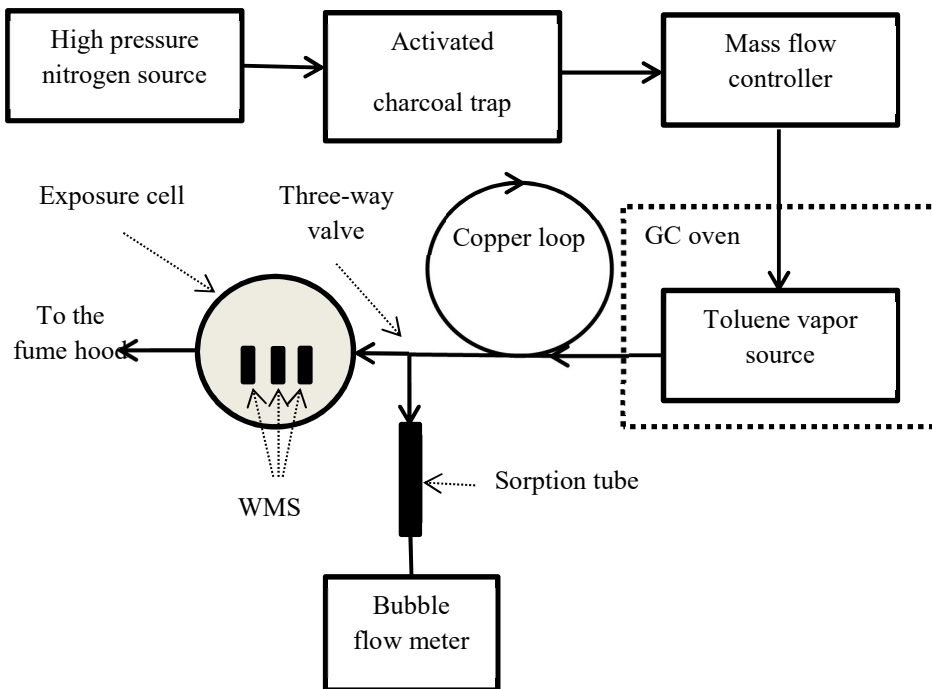 High pressure
nitrogen source
Activated
charcoal trap
Mass flow
controller
Exposure cell
Three-way
valve
Copper loop
GC oven
To the
fume hood
Toluene vapor
source
WMS
Sorption tube
Bubble
flow meter